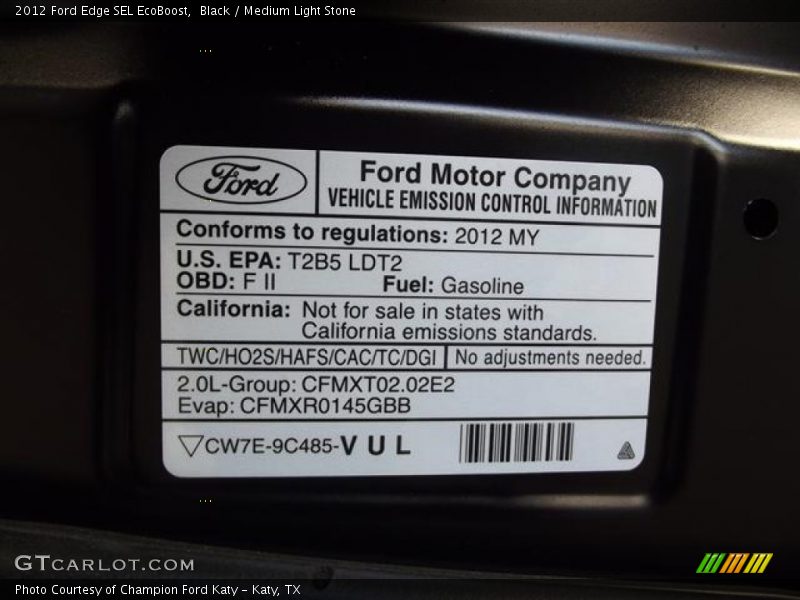 2012 Ford Edge SEL EcoBoost,  Black / Medium Light Stone
Ford
Ford Motor Company
VEHICLE EMISSION CONTROL INFORMATION
Conforms to regulations: 2012 MY
U.S. EPA: T2B5 LDT2
OBD: F II Fuel: Gasoline
California: Not for sale in states with
California emissions standards.
TWC/HO2S/HAFS/CAC/TC/DGI No adjustments needed.
2.0L-Group: CFMXT02.02E2
Evap: CFMXR0145GBB
CW7E-9C485-VUL
GTCARLOT.COM
Photo Courtesy of Champion Ford Katy – Katy, TX